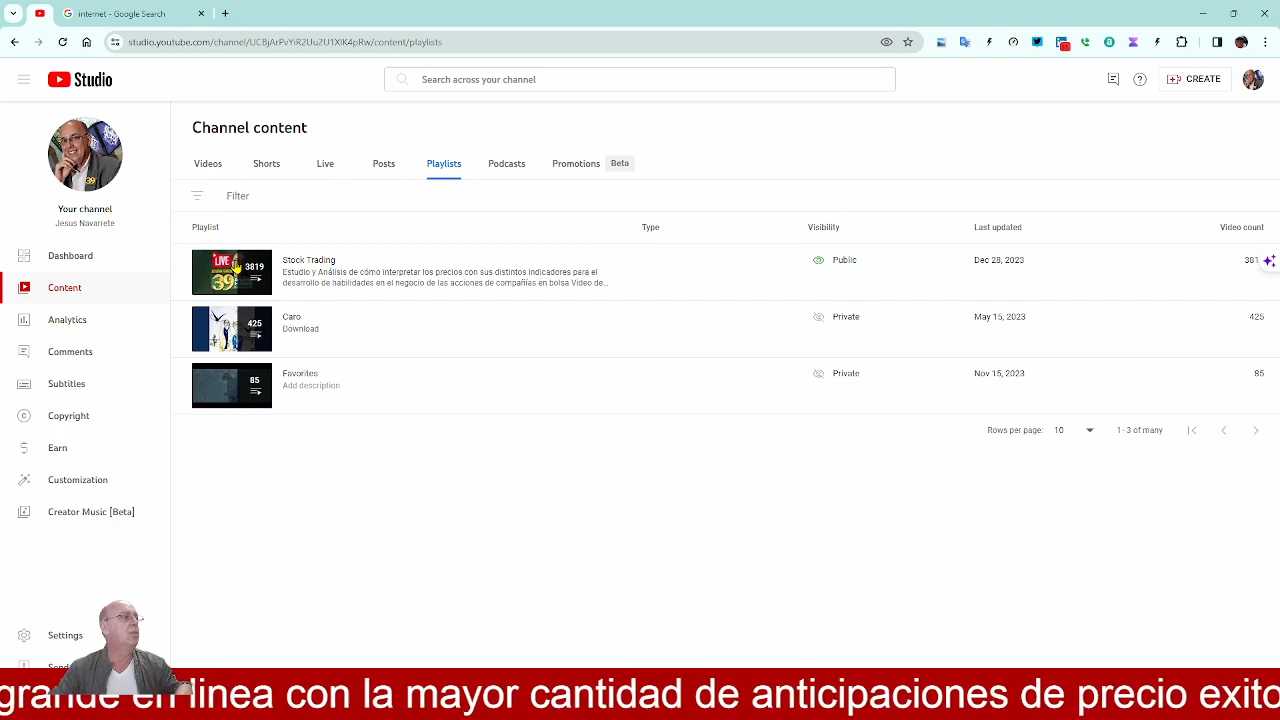 internet - Google Search
studio.youtube.com/channel/UCBjArPvYiR2Uu2U1XIK4pRw/content/playlists
Studio
Search across your channel
CREATE
Your channel
Jesus Navarrete
Dashboard
Content
Analytics
Comments
Subtitles
Copyright
Earn
Customization
Creator Music [Beta]
Settings
Channel content
Videos Shorts Live Posts Playlists Podcasts Promotions Beta
Filter
Playlist Type Visibility Last updated Video count
LIVE
39
3819
Stock Trading
Estudio y Análisis de cómo interpretar los precios con sus distintos indicadores para el
desarrollo de habilidades en el negocio de las acciones de compañías en bolsa Video de...
Public Dec 28, 2023 381
425
Caro
Download
Private May 15, 2023 425
85
Favorites
Add description
Private Nov 15, 2023 85
Rows per page: 10 1–3 of many
grande en linea con la mayor cantidad de anticipaciones de precio exito